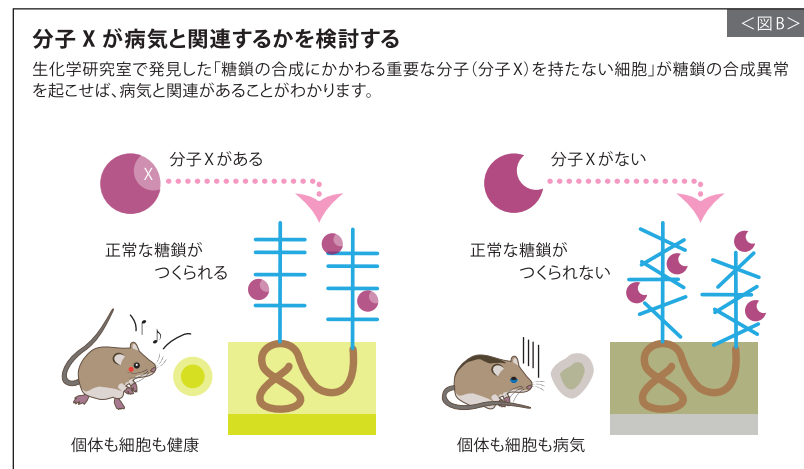 <図B>
分子 X が病気と関連するかを検討する
生化学研究室で発見した「糖鎖の合成にかかわる重要な分子(分子X)を持たない細胞」が糖鎖の合成異常
を起こせば、病気と関連があることがわかります。
分子Xがある
X
正常な糖鎖が
つくられる
個体も細胞も健康
分子Xがない
正常な糖鎖が
つくられない
個体も細胞も病気